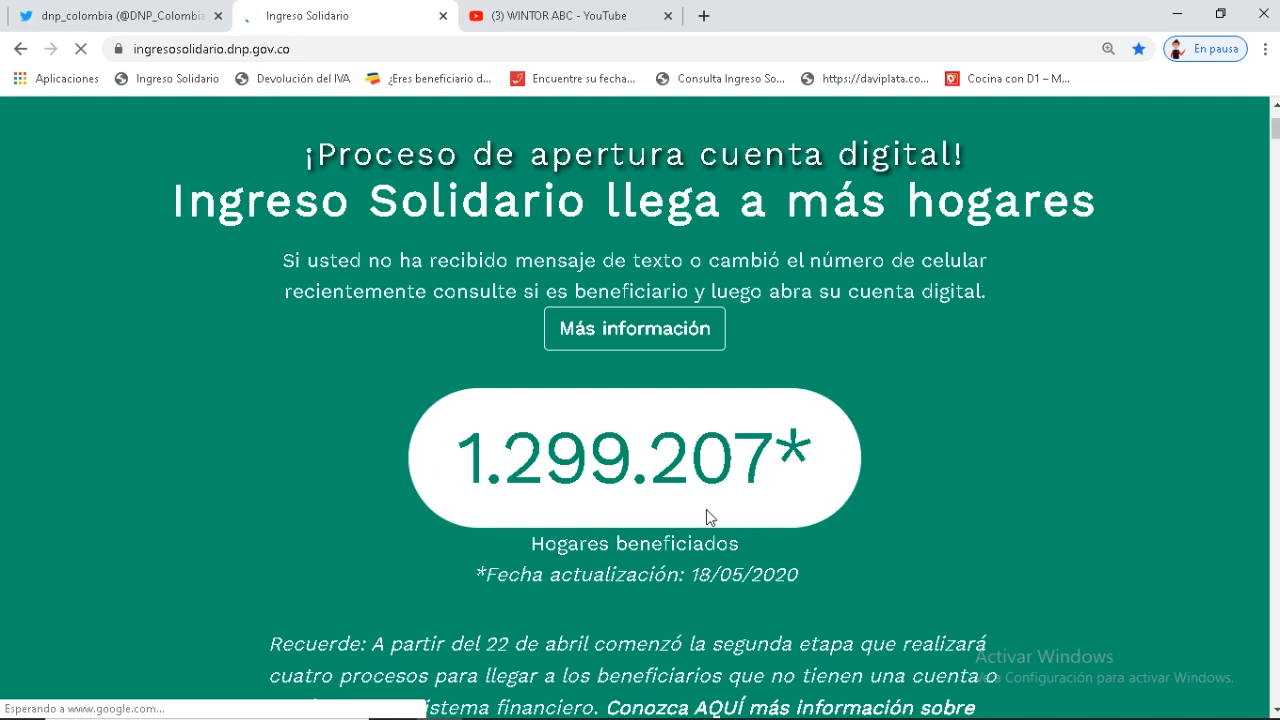 dnp_colombia (@DNP_Colombia
Ingreso Solidario
(3) WINTOR ABC - YouTube
ingresosolidario.dnp.gov.co
En pausa
Aplicaciones
Ingreso Solidario
Devolución del IVA
¿Eres beneficiario d...
Encuentre su fecha...
Consulta Ingreso So...
https://daviplata.co...
Cocina con D1 – M...
¡Proceso de apertura cuenta digital!
Ingreso Solidario llega a más hogares
Si usted no ha recibido mensaje de texto o cambió el número de celular
recientemente consulte si es beneficiario y luego abra su cuenta digital.
Más información
1.299.207*
Hogares beneficiados
*Fecha actualización: 18/05/2020
Recuerde: A partir del 22 de abril comenzó la segunda etapa que realizará
cuatro procesos para llegar a los beneficiarios que no tienen una cuenta o
istema financiero. Conozca AQUÍ más información sobre
Activar Windows
a Configuración para activar Windows.
Esperando a www.google.com...